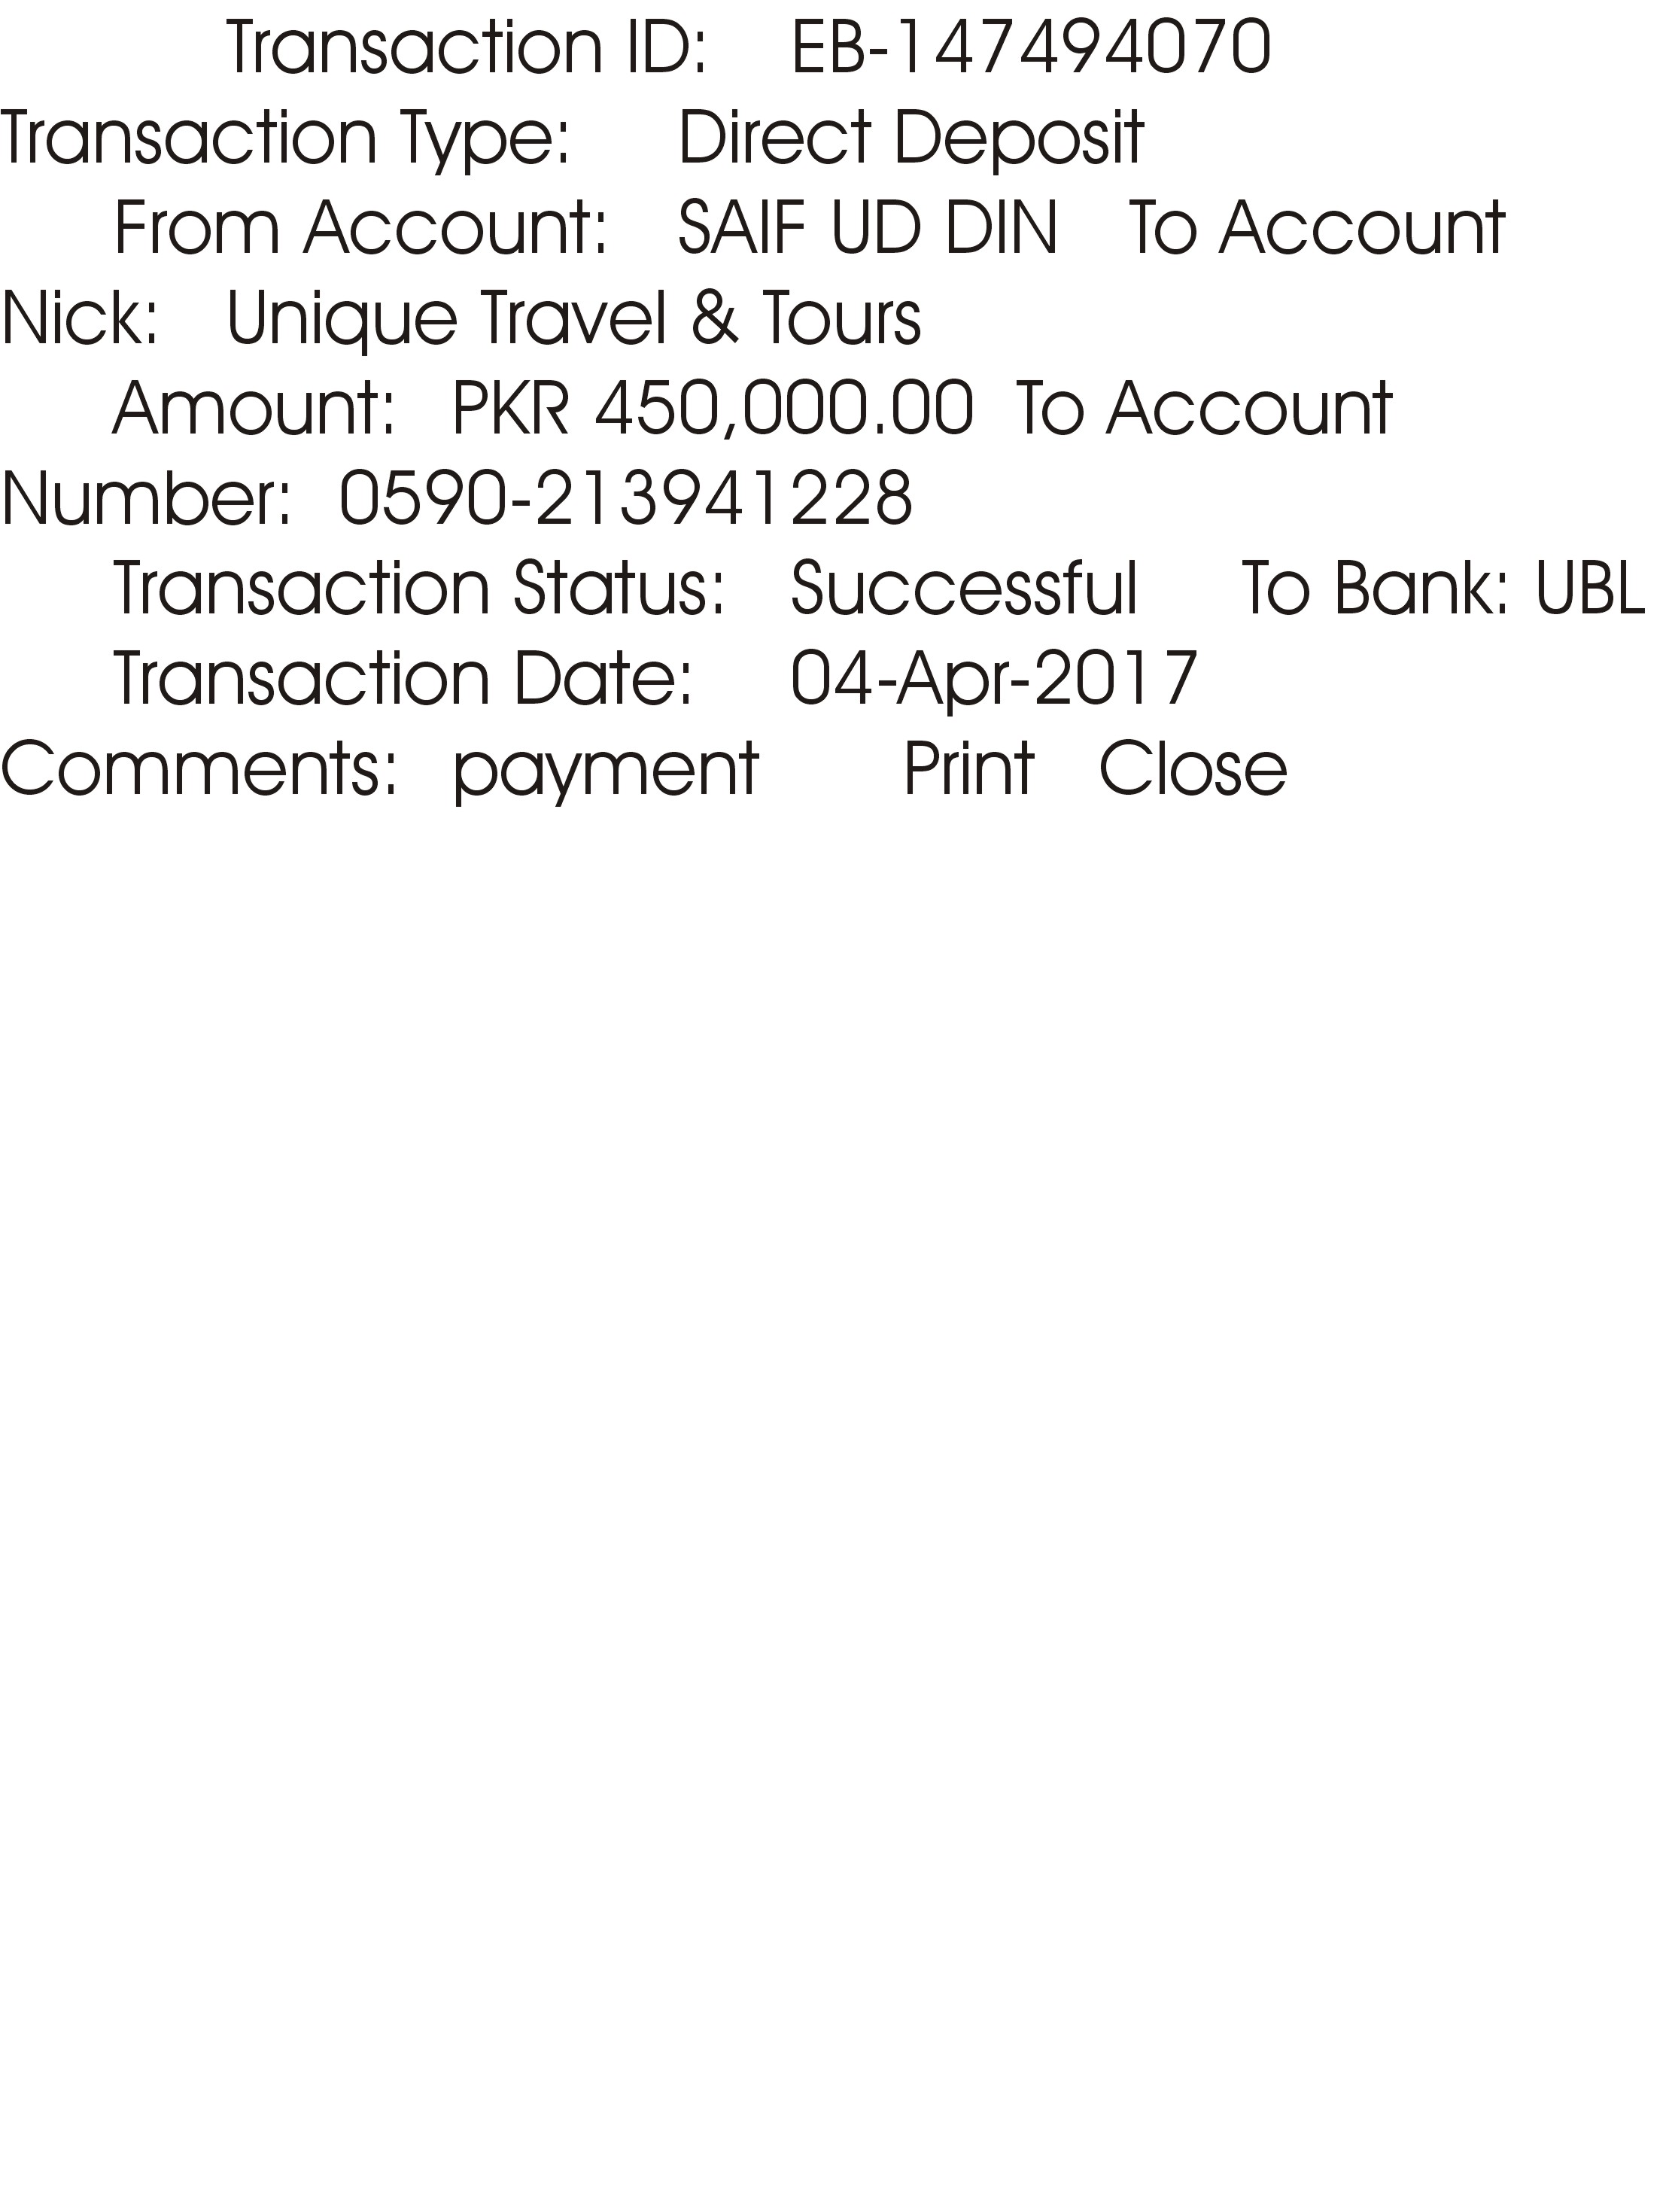 Transaction ID: EB-147494070
Transaction Type: Direct Deposit
From Account: SAIF UD DIN To Account
Nick: Unique Travel & Tours
Amount: PKR 450,000.00 To Account
Number: 0590-213941228
Transaction Status: Successful To Bank: UBL
Transaction Date: 04-Apr-2017
Comments: payment Print Close